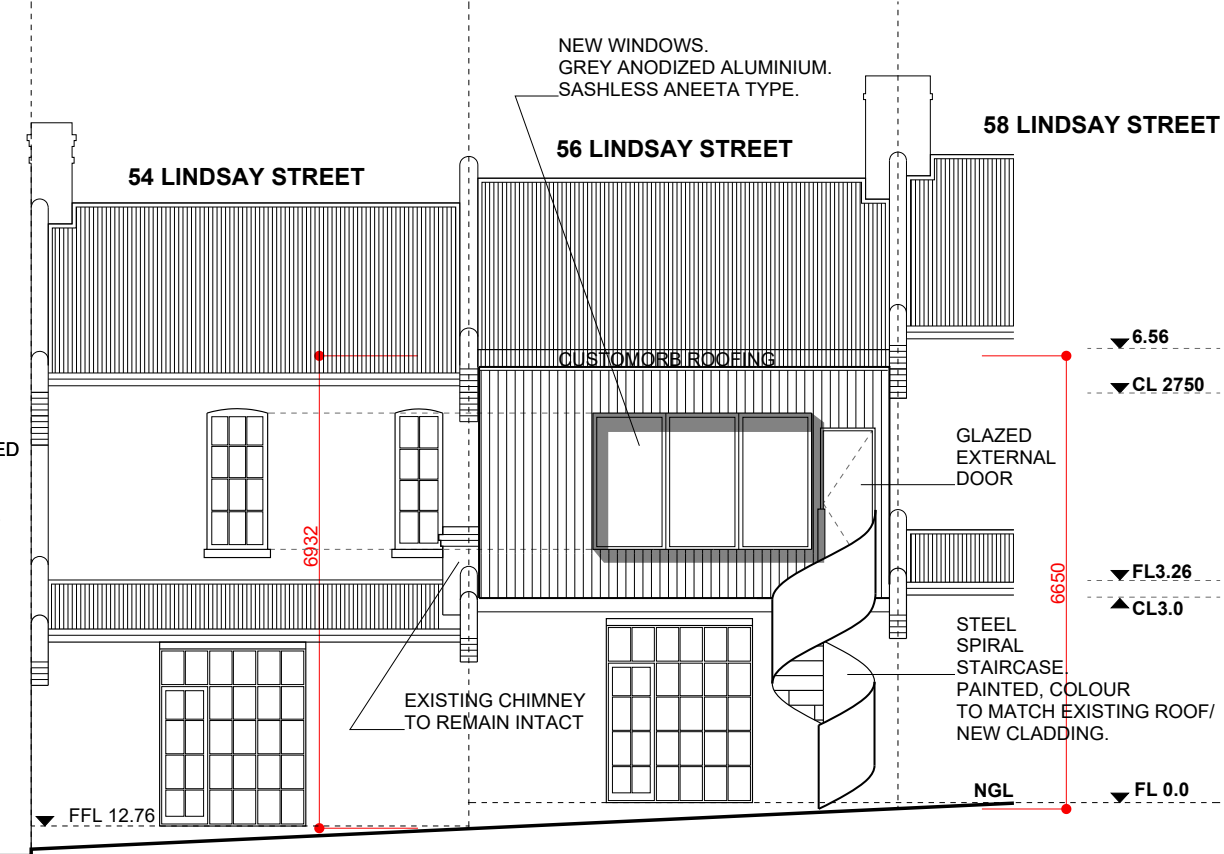 NEW WINDOWS.
GREY ANODIZED ALUMINIUM.
SASHLESS ANEETA TYPE.
58 LINDSAY STREET
56 LINDSAY STREET
54 LINDSAY STREET
6.56
CUSTOMORB ROOFING
CL 2750
GLAZED
EXTERNAL
DOOR
ED
6932
6650
FL3.26
CL3.0
STEEL
SPIRAL
STAIRCASE.
PAINTED, COLOUR
TO MATCH EXISTING ROOF/
NEW CLADDING.
EXISTING CHIMNEY
TO REMAIN INTACT
NGL
FL 0.0
FFL 12.76